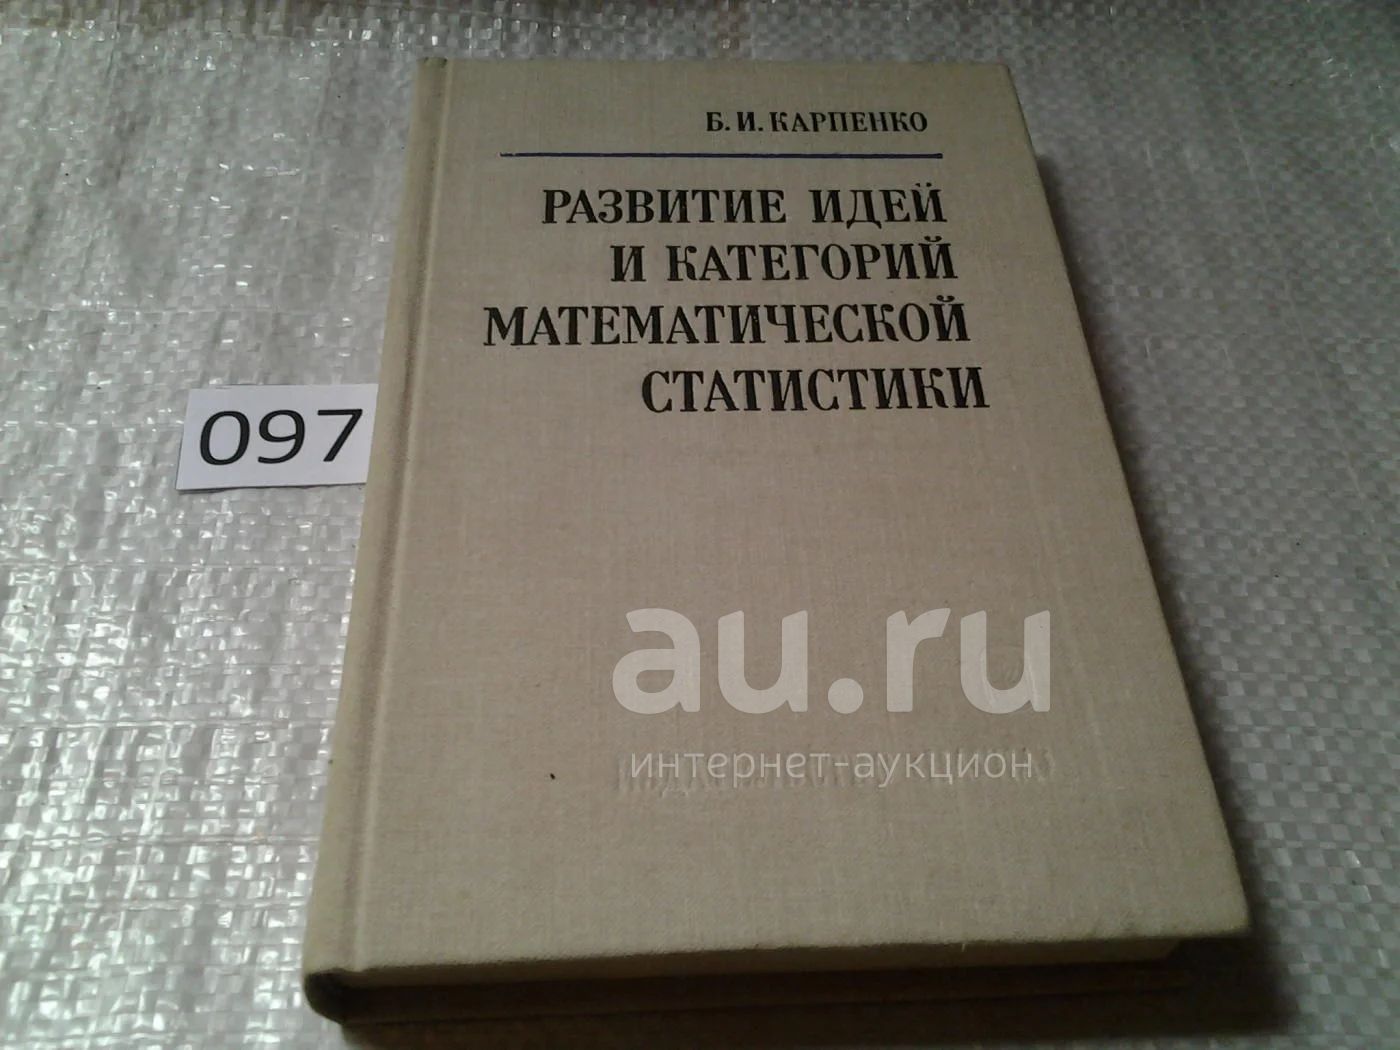 Б. И. КАРПЕНКО
РАЗВИТИЕ ИДЕЙ
И КАТЕГОРИЙ
МАТЕМАТИЧЕСКОЙ
СТАТИСТИКИ
097
au.ru
интернет-аукцион